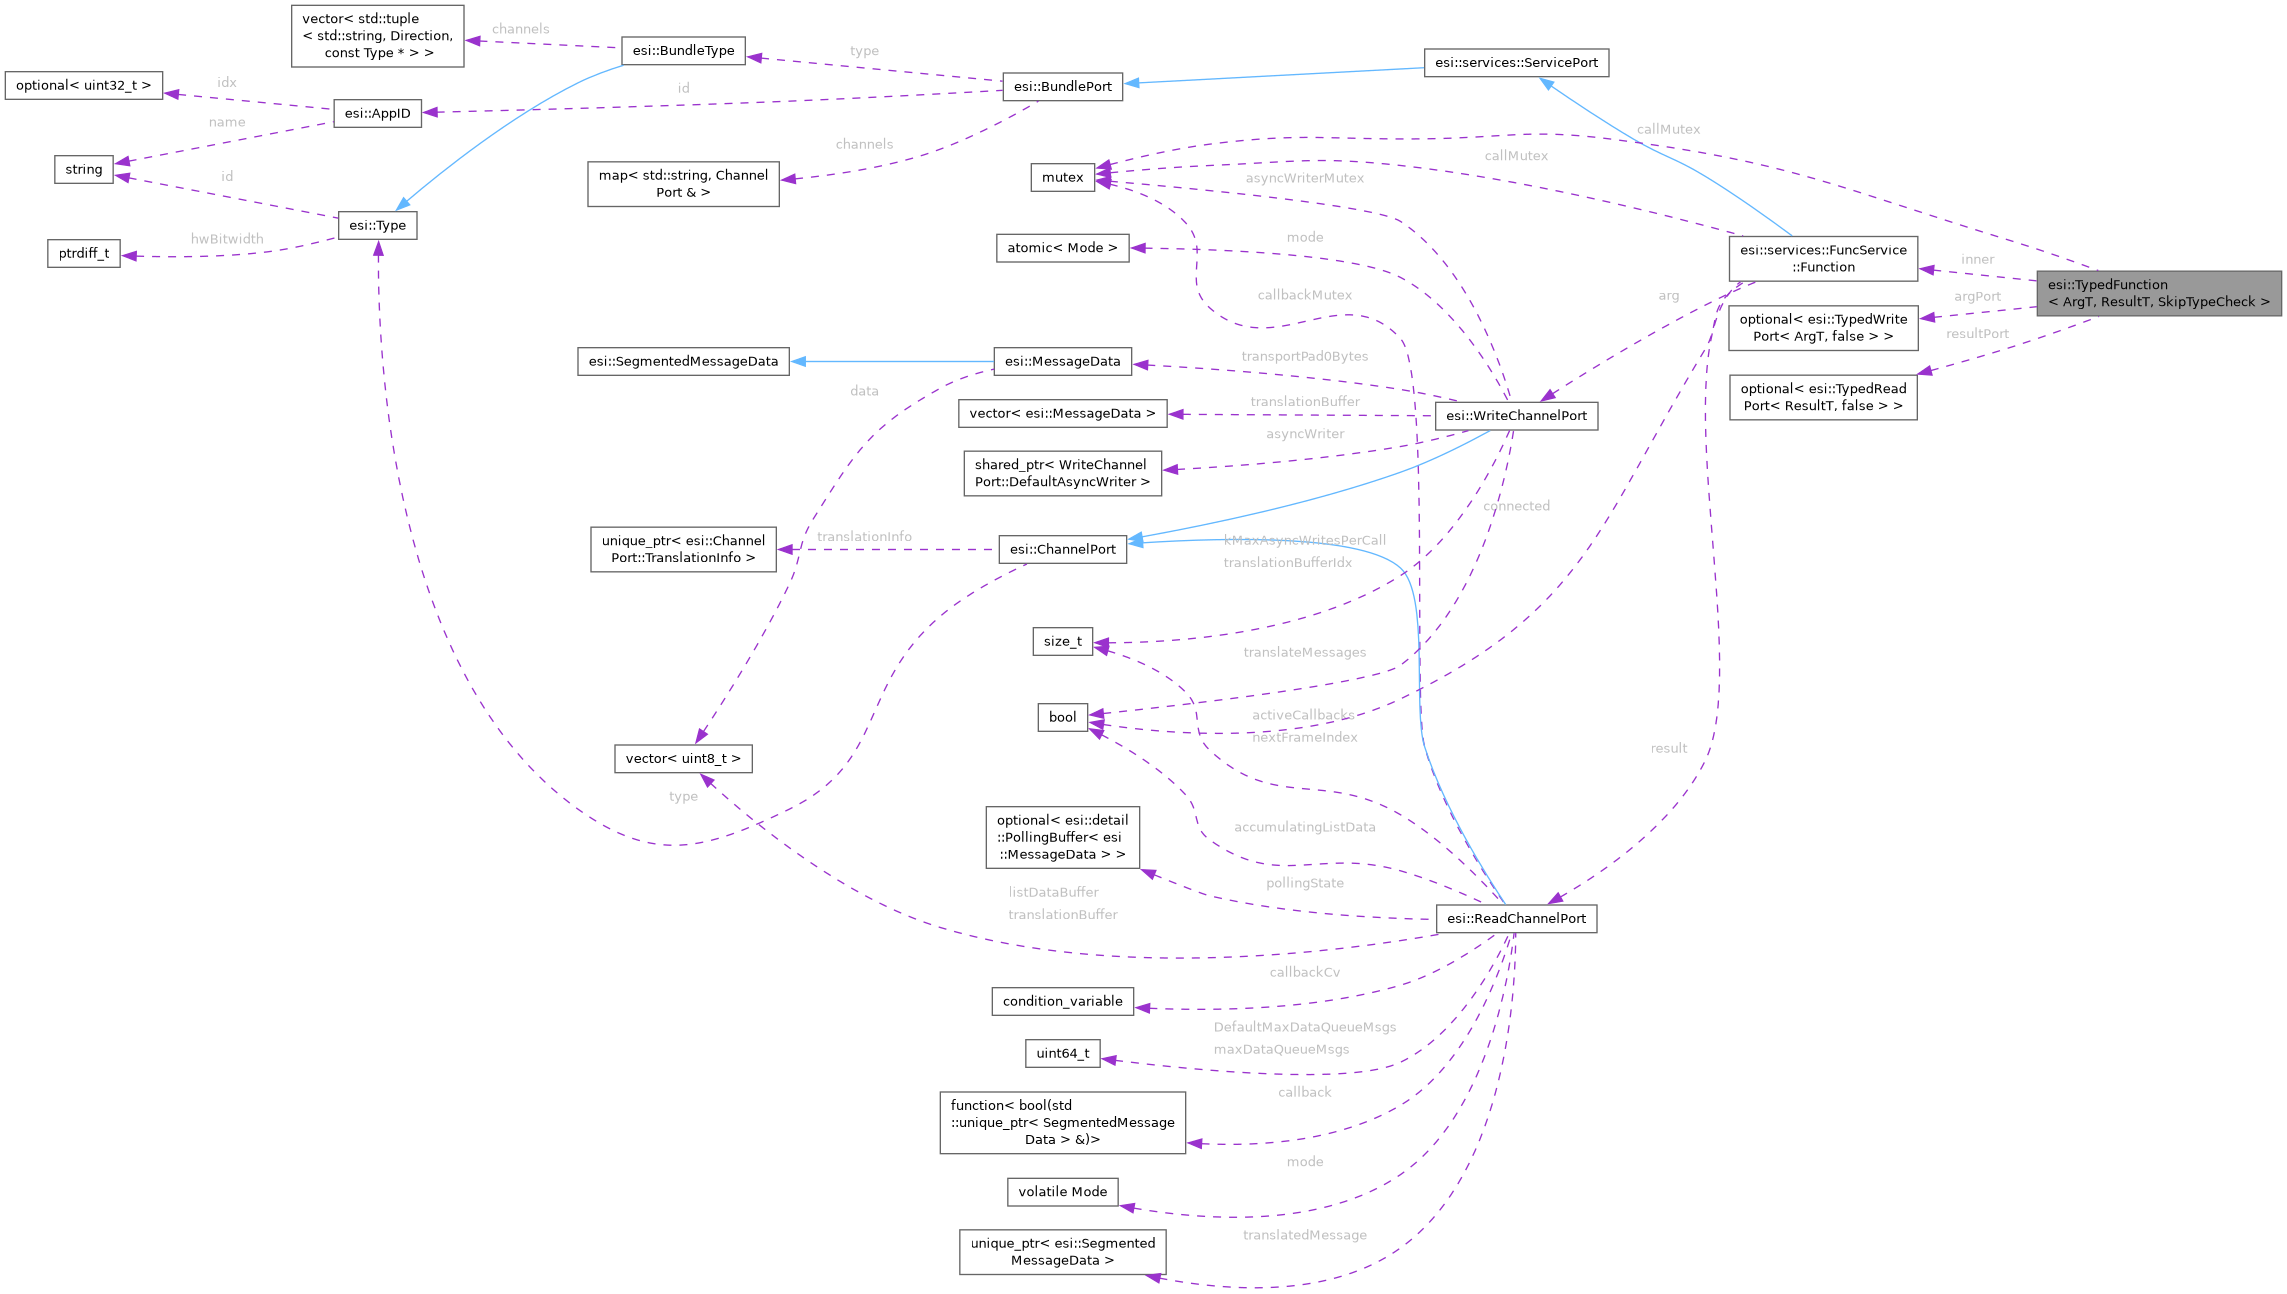 vector< std::tuple
< std::string, Direction,
const Type * > >
channels
esi::BundleType
type
esi::services::ServicePort
optional< uint32_t >
idx
esi::AppID
id
esi::BundlePort
name
string
id
channels
map< std::string, Channel
Port & >
callMutex
callMutex
mutex
asyncWriterMutex
esi::Type
hwBitwidth
ptrdiff_t
atomic< Mode >
mode
esi::services::FuncService
::Function
inner
esi::TypedFunction
< ArgT, ResultT, SkipTypeCheck >
callbackMutex
arg
argPort
optional< esi::TypedWrite
Port< ArgT, false > >
resultPort
esi::SegmentedMessageData
esi::MessageData
transportPad0Bytes
data
optional< esi::TypedRead
Port< ResultT, false > >
vector< esi::MessageData >
translationBuffer
esi::WriteChannelPort
asyncWriter
shared_ptr< WriteChannel
Port::DefaultAsyncWriter >
connected
unique_ptr< esi::Channel
Port::TranslationInfo >
translationInfo
esi::ChannelPort
kMaxAsyncWritesPerCall
translationBufferIdx
size_t
translateMessages
bool
activeCallbacks
nextFrameIndex
result
vector< uint8_t >
type
optional< esi::detail
::PollingBuffer< esi
::MessageData > >
accumulatingListData
pollingState
listDataBuffer
translationBuffer
esi::ReadChannelPort
callbackCv
condition_variable
DefaultMaxDataQueueMsgs
maxDataQueueMsgs
uint64_t
callback
function< bool(std
::unique_ptr< SegmentedMessage
Data > &)>
mode
volatile Mode
translatedMessage
unique_ptr< esi::Segmented
MessageData >